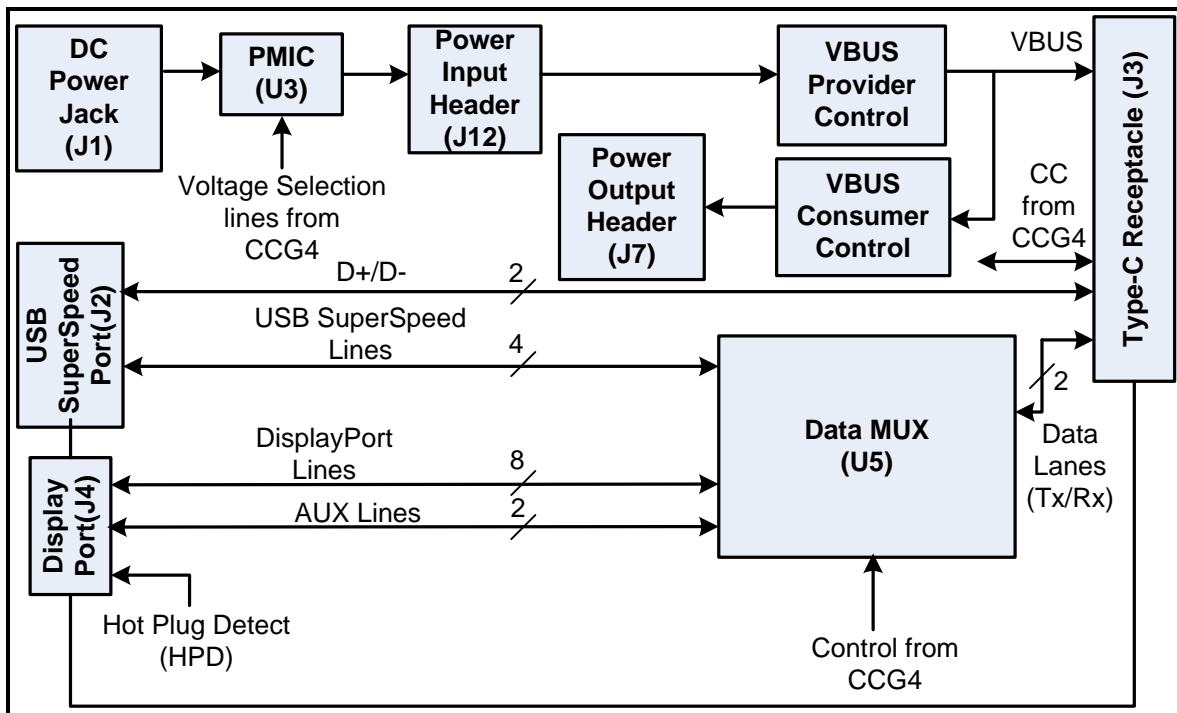 DC
Power
Jack
(J1)
PMIC
(U3)
Power
Input
Header
(J12)
VBUS
Provider
Control
VBUS
Type-C Receptacle (J3)
Voltage Selection
lines from
CCG4
Power
Output
Header
(J7)
VBUS
Consumer
Control
CC
from
CCG4
USB
SuperSpeed
Port(J2)
D+/D-
2
USB SuperSpeed
Lines
4
Data MUX
(U5)
2
Data
Lanes
(Tx/Rx)
Display
Port(J4)
DisplayPort
Lines
8
AUX Lines
2
Hot Plug Detect
(HPD)
Control from
CCG4